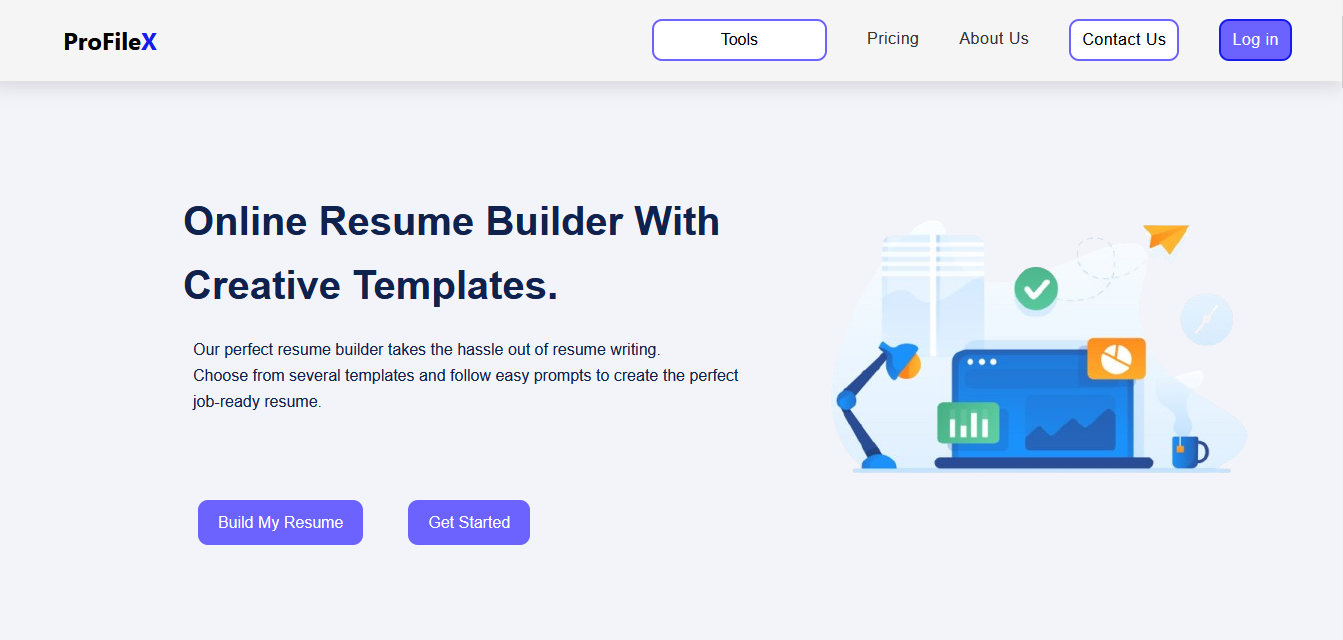 ProFileX
Tools
Pricing
About Us
Contact Us
Log in
Online Resume Builder With
Creative Templates.
Our perfect resume builder takes the hassle out of resume writing.
Choose from several templates and follow easy prompts to create the perfect
job-ready resume.
Build My Resume
Get Started